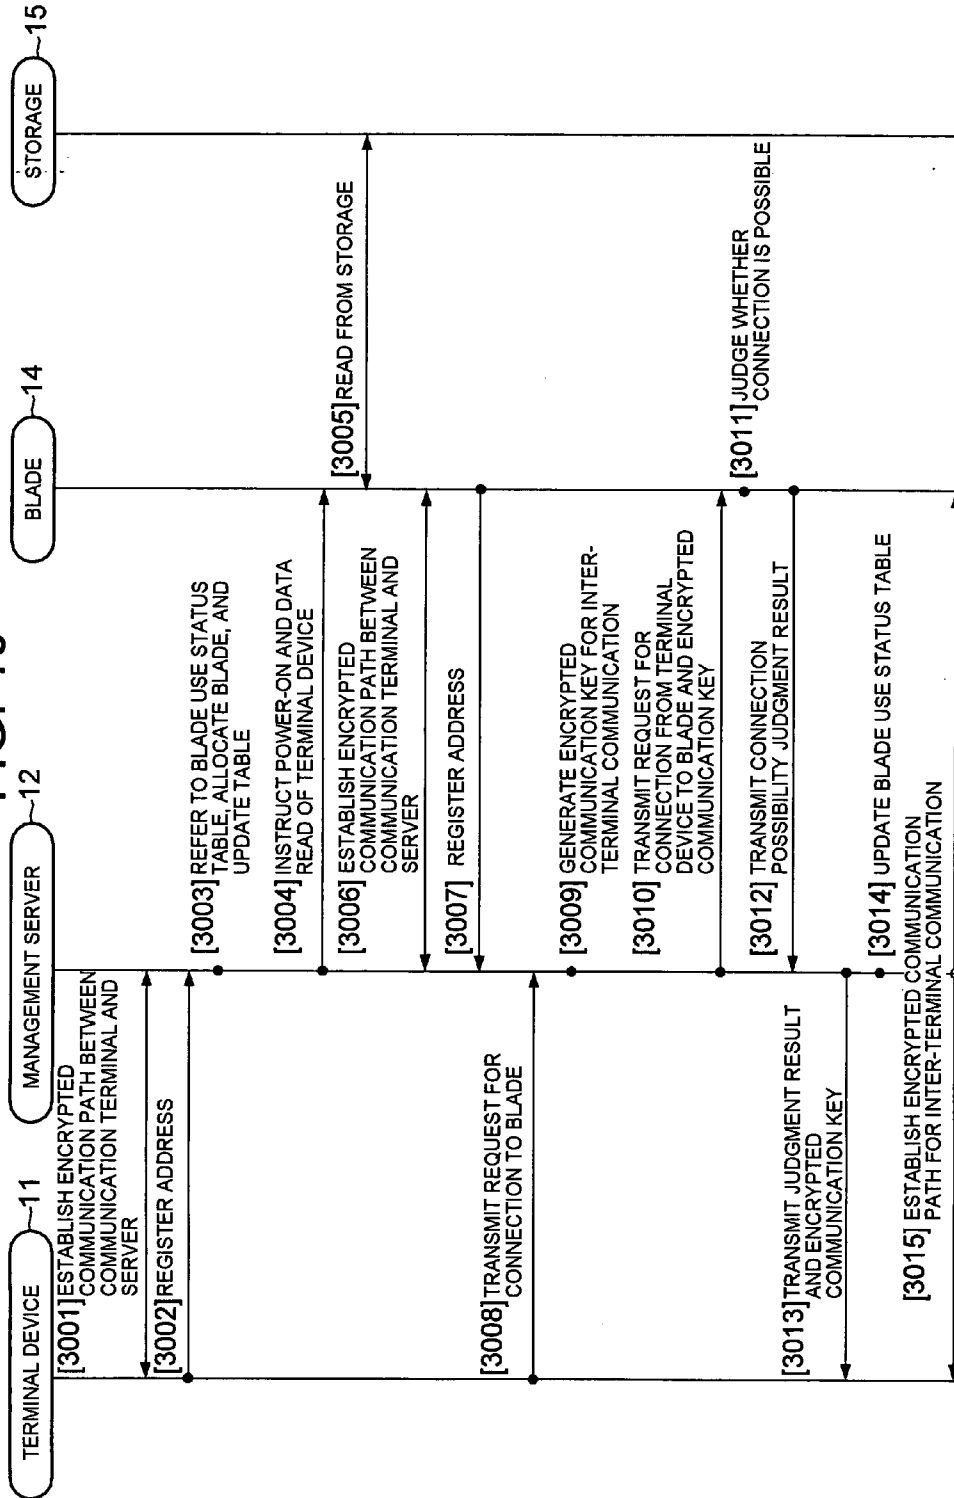 TERMINAL DEVICE
11
MANAGEMENT SERVER
12
BLADE
14
STORAGE
15
[3001] ESTABLISH ENCRYPTED
COMMUNICATION PATH BETWEEN
COMMUNICATION TERMINAL AND
SERVER
[3002] REGISTER ADDRESS
[3003] REFER TO BLADE USE STATUS
TABLE, ALLOCATE BLADE, AND
UPDATE TABLE
[3004] INSTRUCT POWER-ON AND DATA
READ OF TERMINAL DEVICE
[3005] READ FROM STORAGE
[3006] ESTABLISH ENCRYPTED
COMMUNICATION PATH BETWEEN
COMMUNICATION TERMINAL AND
SERVER
[3007] REGISTER ADDRESS
[3008] TRANSMIT REQUEST FOR
CONNECTION TO BLADE
[3009] GENERATE ENCRYPTED
COMMUNICATION KEY FOR INTER-
TERMINAL COMMUNICATION
[3010] TRANSMIT REQUEST FOR
CONNECTION FROM TERMINAL
DEVICE TO BLADE AND ENCRYPTED
COMMUNICATION KEY
[3011] JUDGE WHETHER
CONNECTION IS POSSIBLE
[3012] TRANSMIT CONNECTION
POSSIBILITY JUDGMENT RESULT
[3013] TRANSMIT JUDGMENT RESULT
AND ENCRYPTED
COMMUNICATION KEY
[3014] UPDATE BLADE USE STATUS TABLE
[3015] ESTABLISH ENCRYPTED COMMUNICATION
PATH FOR INTER-TERMINAL COMMUNICATION